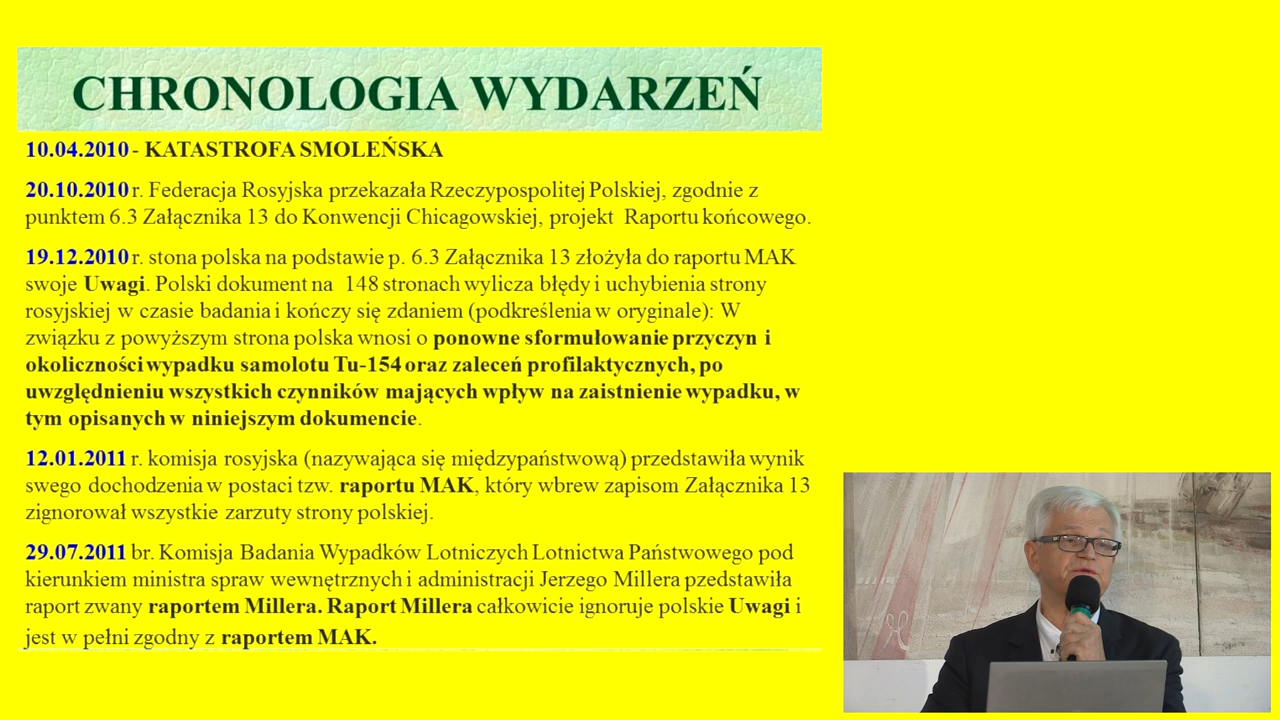 CHRONOLOGIA WYDARZEŃ
10.04.2010 - KATASTROFA SMOLEŃSKA
20.10.2010 r. Federacja Rosyjska przekazała Rzeczypospolitej Polskiej, zgodnie z
punktem 6.3 Załącznika 13 do Konwencji Chicagowskiej, projekt Raportu końcowego.
19.12.2010 r. stona polska na podstawie p. 6.3 Załącznika 13 złożyła do raportu MAK
swoje Uwagi. Polski dokument na 148 stronach wylicza błędy i uchybienia strony
rosyjskiej w czasie badania i kończy się zdaniem (podkreślenia w oryginale): W
związku z powyższym strona polska wnosi o ponowne sformułowanie przyczyn i
okoliczności wypadku samolotu Tu-154 oraz zaleceń profilaktycznych, po
uwzględnieniu wszystkich czynników mających wpływ na zaistnienie wypadku, w
tym opisanych w niniejszym dokumencie.
12.01.2011 r. komisja rosyjska (nazywająca się międzypaństwową) przedstawiła wynik
swego dochodzenia w postaci tzw. raportu MAK, który wbrew zapisom Załącznika 13
zignorował wszystkie zarzuty strony polskiej.
29.07.2011 br. Komisja Badania Wypadków Lotniczych Lotnictwa Państwowego pod
kierunkiem ministra spraw wewnętrznych i administracji Jerzego Millera pzedstawiła
raport zwany raportem Millera. Raport Millera całkowicie ignoruje polskie Uwagi i
jest w pełni zgodny z raportem MAK.